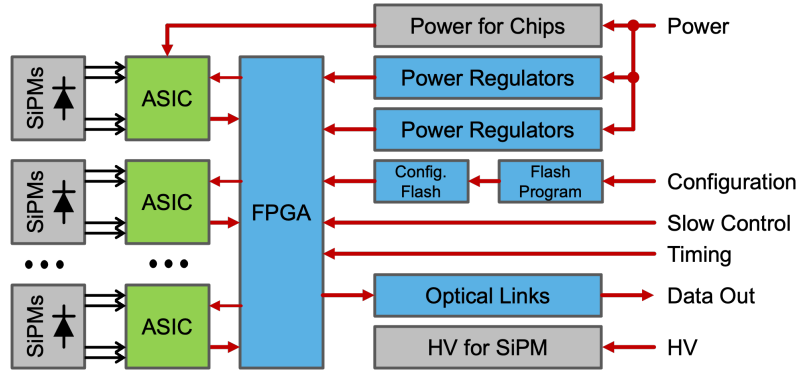 Power for Chips
Power
SiPMs
ASIC
Power Regulators
Power Regulators
SiPMs
ASIC
FPGA
Config.
Flash
Flash
Program
Configuration
Slow Control
Timing
SiPMs
ASIC
Optical Links
Data Out
HV for SiPM
HV